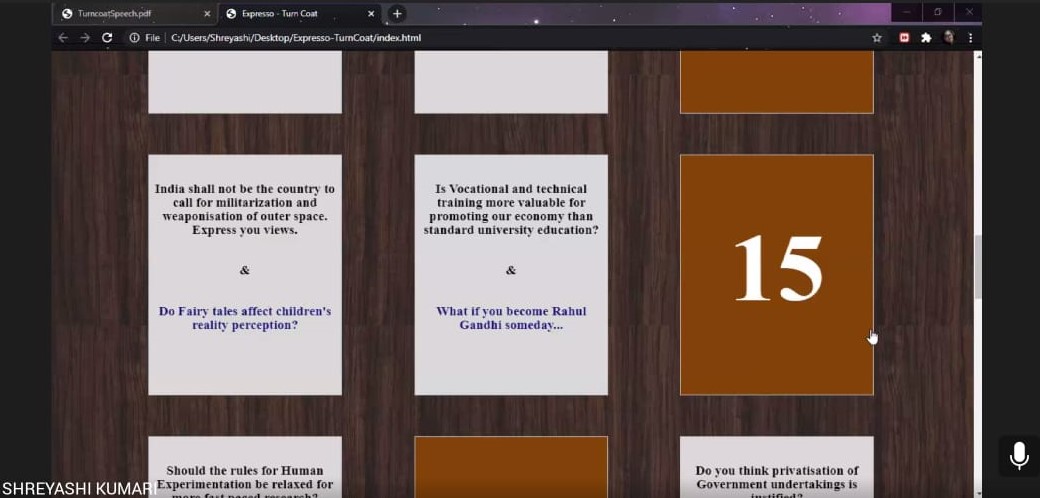 TurncoatSpeech.pdf
Expresso - Turn Coat
File
C:/Users/Shreyashi/Desktop/Expresso-TurnCoat/index.html
India shall not be the country to
call for militarization and
weaponisation of outer space.
Express you views.
&
Do Fairy tales affect children's
reality perception?
Is Vocational and technical
training more valuable for
promoting our economy than
standard university education?
&
What if you become Rahul
Gandhi someday...
15
Should the rules for Human
Experimentation be relaxed for
more fast paced research?
Do you think privatisation of
Government undertakings is
justified?
SHREYASHI KUMARI